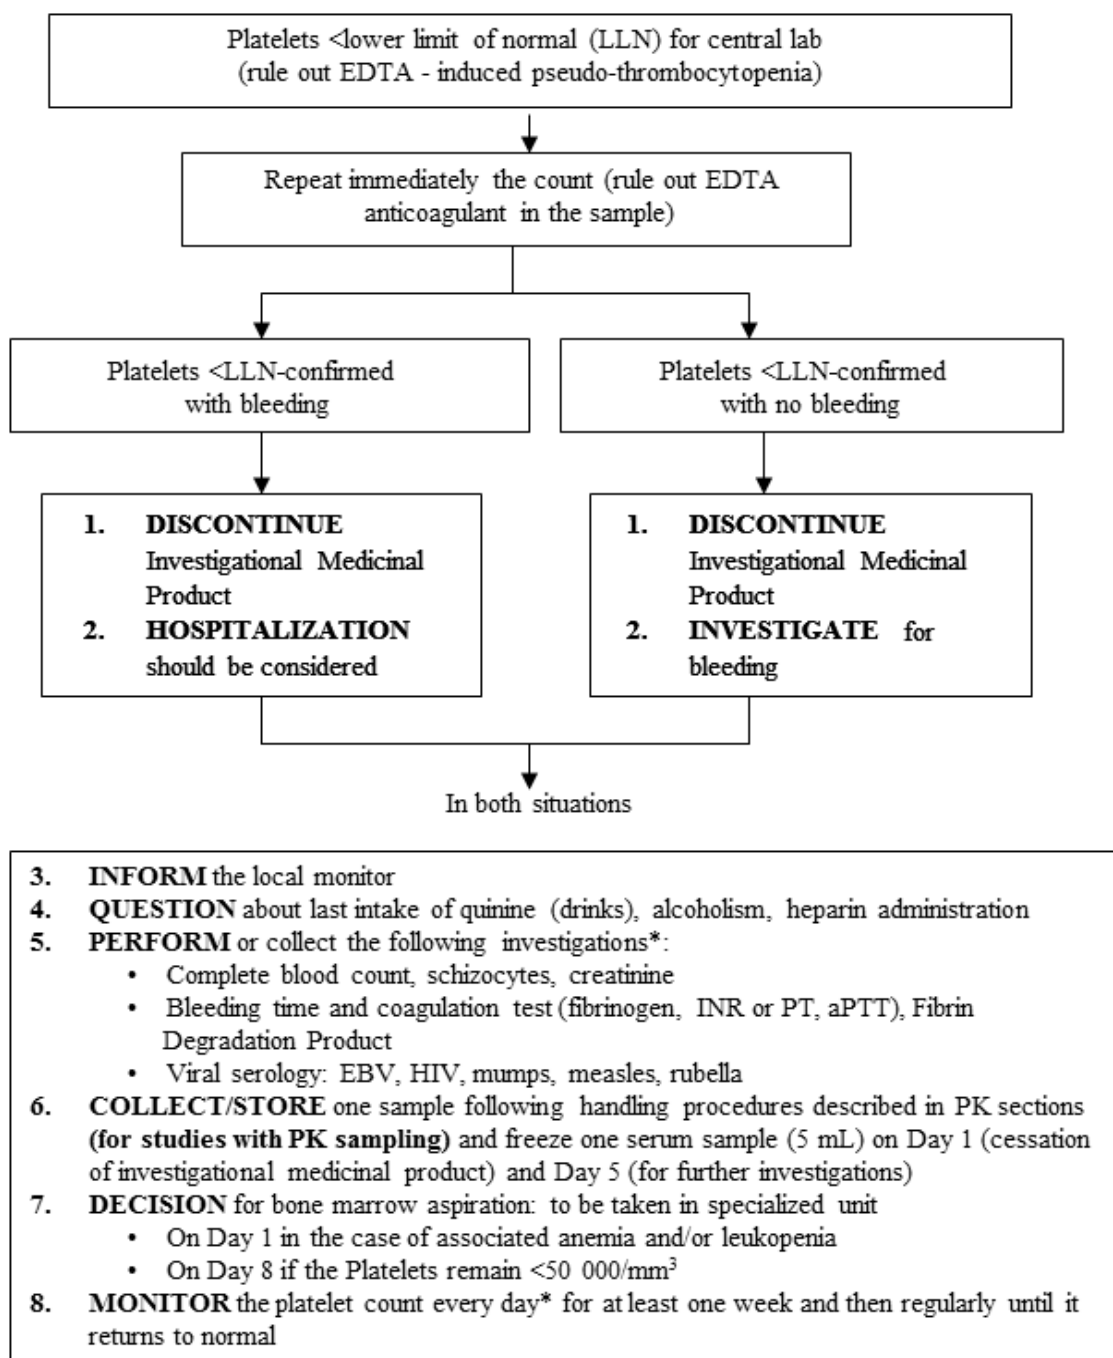 Platelets <lower limit of normal (LLN) for central lab
(rule out EDTA - induced pseudo-thrombocytopenia)
Repeat immediately the count (rule out EDTA
anticoagulant in the sample)
Platelets <LLN-confirmed
with bleeding
Platelets <LLN-confirmed
with no bleeding
1. DISCONTINUE
Investigational Medicinal
Product
2. HOSPITALIZATION
should be considered
1. DISCONTINUE
Investigational Medicinal
Product
2. INVESTIGATE for
bleeding
In both situations
3. INFORM the local monitor
4. QUESTION about last intake of quinine (drinks), alcoholism, heparin administration
5. PERFORM or collect the following investigations*:
• Complete blood count, schizocytes, creatinine
• Bleeding time and coagulation test (fibrinogen, INR or PT, aPTT), Fibrin
Degradation Product
• Viral serology: EBV, HIV, mumps, measles, rubella
6. COLLECT/STORE one sample following handling procedures described in PK sections
(for studies with PK sampling) and freeze one serum sample (5 mL) on Day 1 (cessation
of investigational medicinal product) and Day 5 (for further investigations)
7. DECISION for bone marrow aspiration: to be taken in specialized unit
• On Day 1 in the case of associated anemia and/or leukopenia
• On Day 8 if the Platelets remain <50 000/mm³
8. MONITOR the platelet count every day* for at least one week and then regularly until it
returns to normal